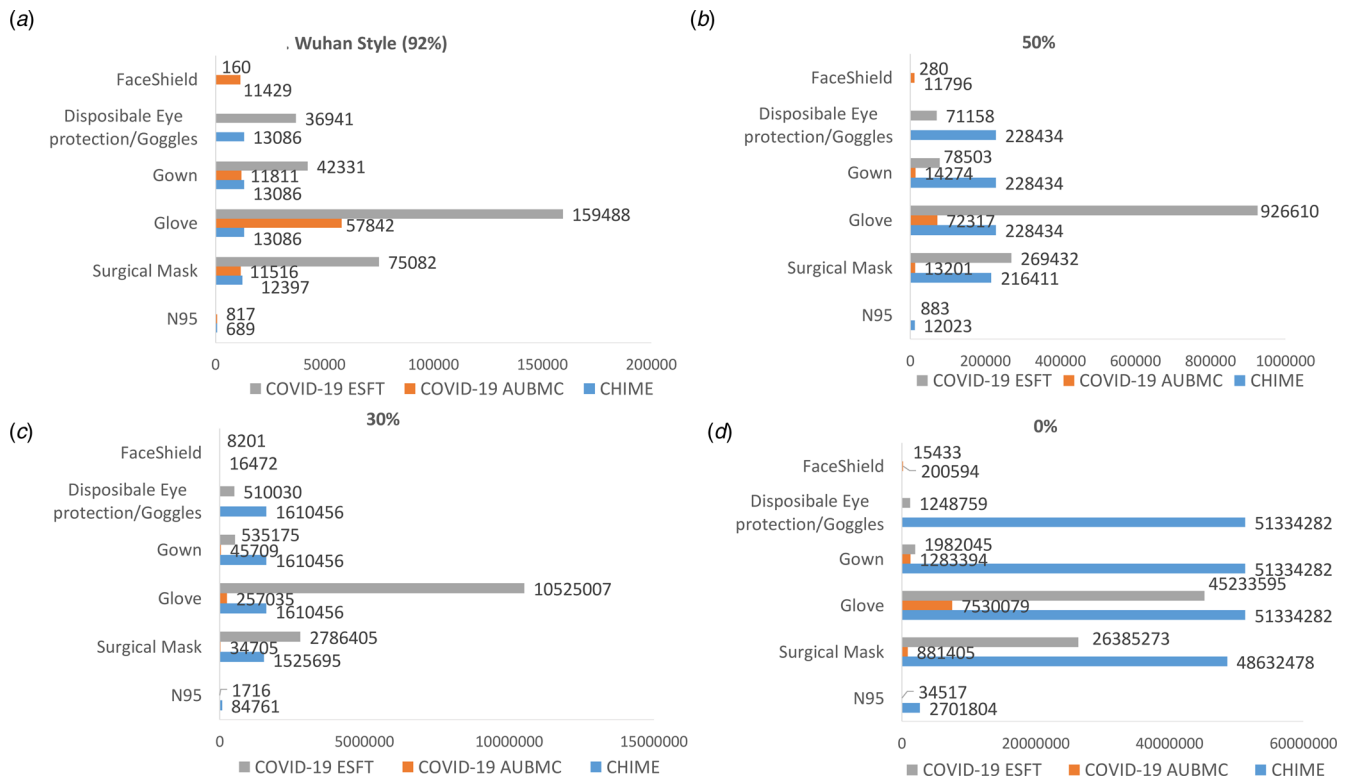 (a)
. Wuhan Style (92%)
FaceShield
160
11429
Disposibale Eye
protection/Goggles
36941
13086
Gown
42331
11811
13086
Glove
159488
57842
13086
Surgical Mask
75082
11516
12397
N95
817
689
0 50000 100000 150000 200000
COVID-19 ESFT COVID-19 AUBMC CHIME
(b)
50%
FaceShield
280
11796
Disposibale Eye
protection/Goggles
71158
228434
Gown
78503
14274
228434
Glove
926610
72317
228434
Surgical Mask
269432
13201
216411
N95
883
12023
0 200000 400000 600000 800000 1000000
COVID-19 ESFT COVID-19 AUBMC CHIME
(c)
30%
FaceShield
8201
16472
Disposibale Eye
protection/Goggles
510030
1610456
Gown
535175
45709
1610456
Glove
10525007
257035
1610456
Surgical Mask
2786405
34705
1525695
N95
1716
84761
0 5000000 10000000 15000000
COVID-19 ESFT COVID-19 AUBMC CHIME
(d)
0%
FaceShield
15433
200594
Disposibale Eye
protection/Goggles
1248759
51334282
Gown
1982045
1283394
51334282
Glove
45233595
7530079
51334282
Surgical Mask
26385273
881405
48632478
N95
34517
2701804
0 20000000 40000000 60000000
COVID-19 ESFT COVID-19 AUBMC CHIME